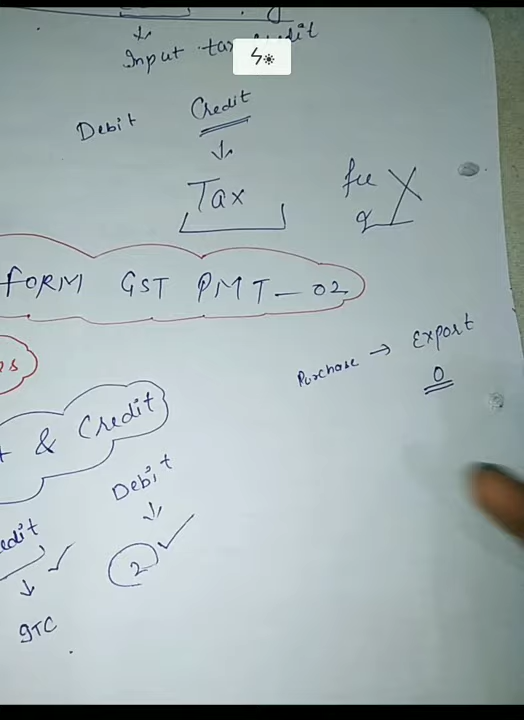 Input tax Credit
Debit Credit
Tax
fee
FORM GST PMT-02
Purchase → Export
0
& Credit
Debit
2
ITC